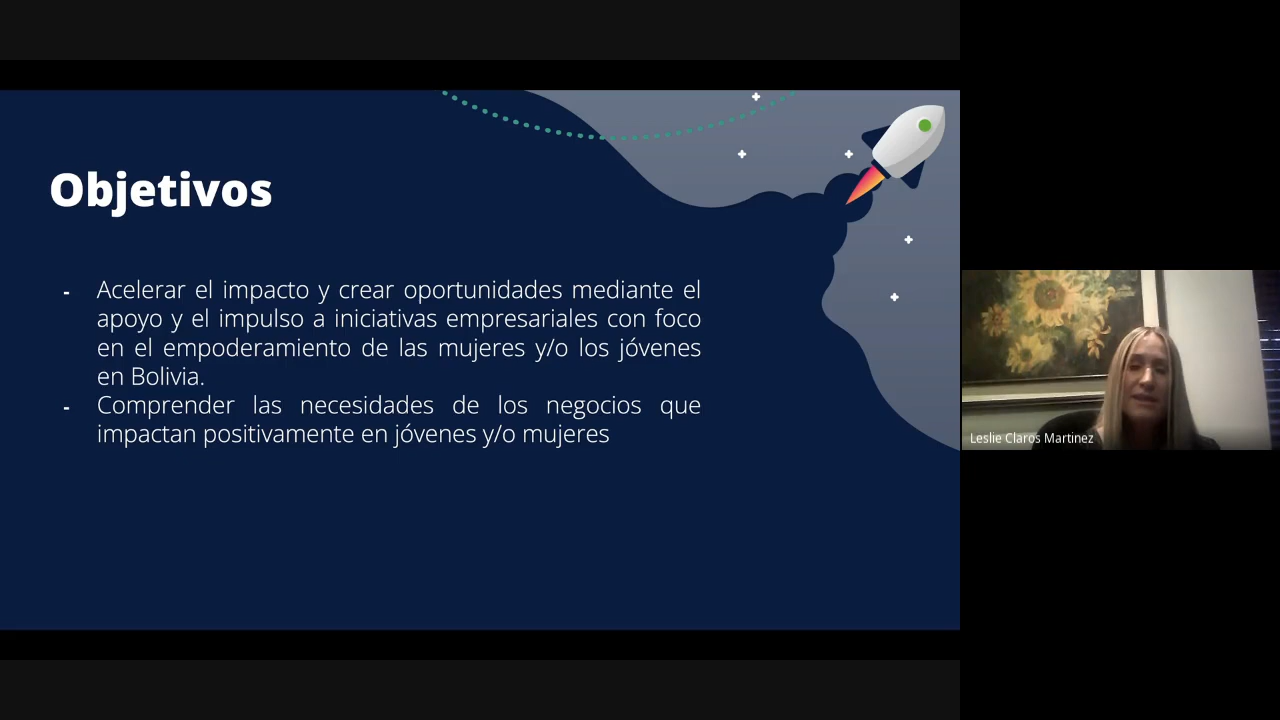 Objetivos
- Acelerar el impacto y crear oportunidades mediante el
apoyo y el impulso a iniciativas empresariales con foco
en el empoderamiento de las mujeres y/o los jóvenes
en Bolivia.
- Comprender las necesidades de los negocios que
impactan positivamente en jóvenes y/o mujeres
Leslie Claros Martinez